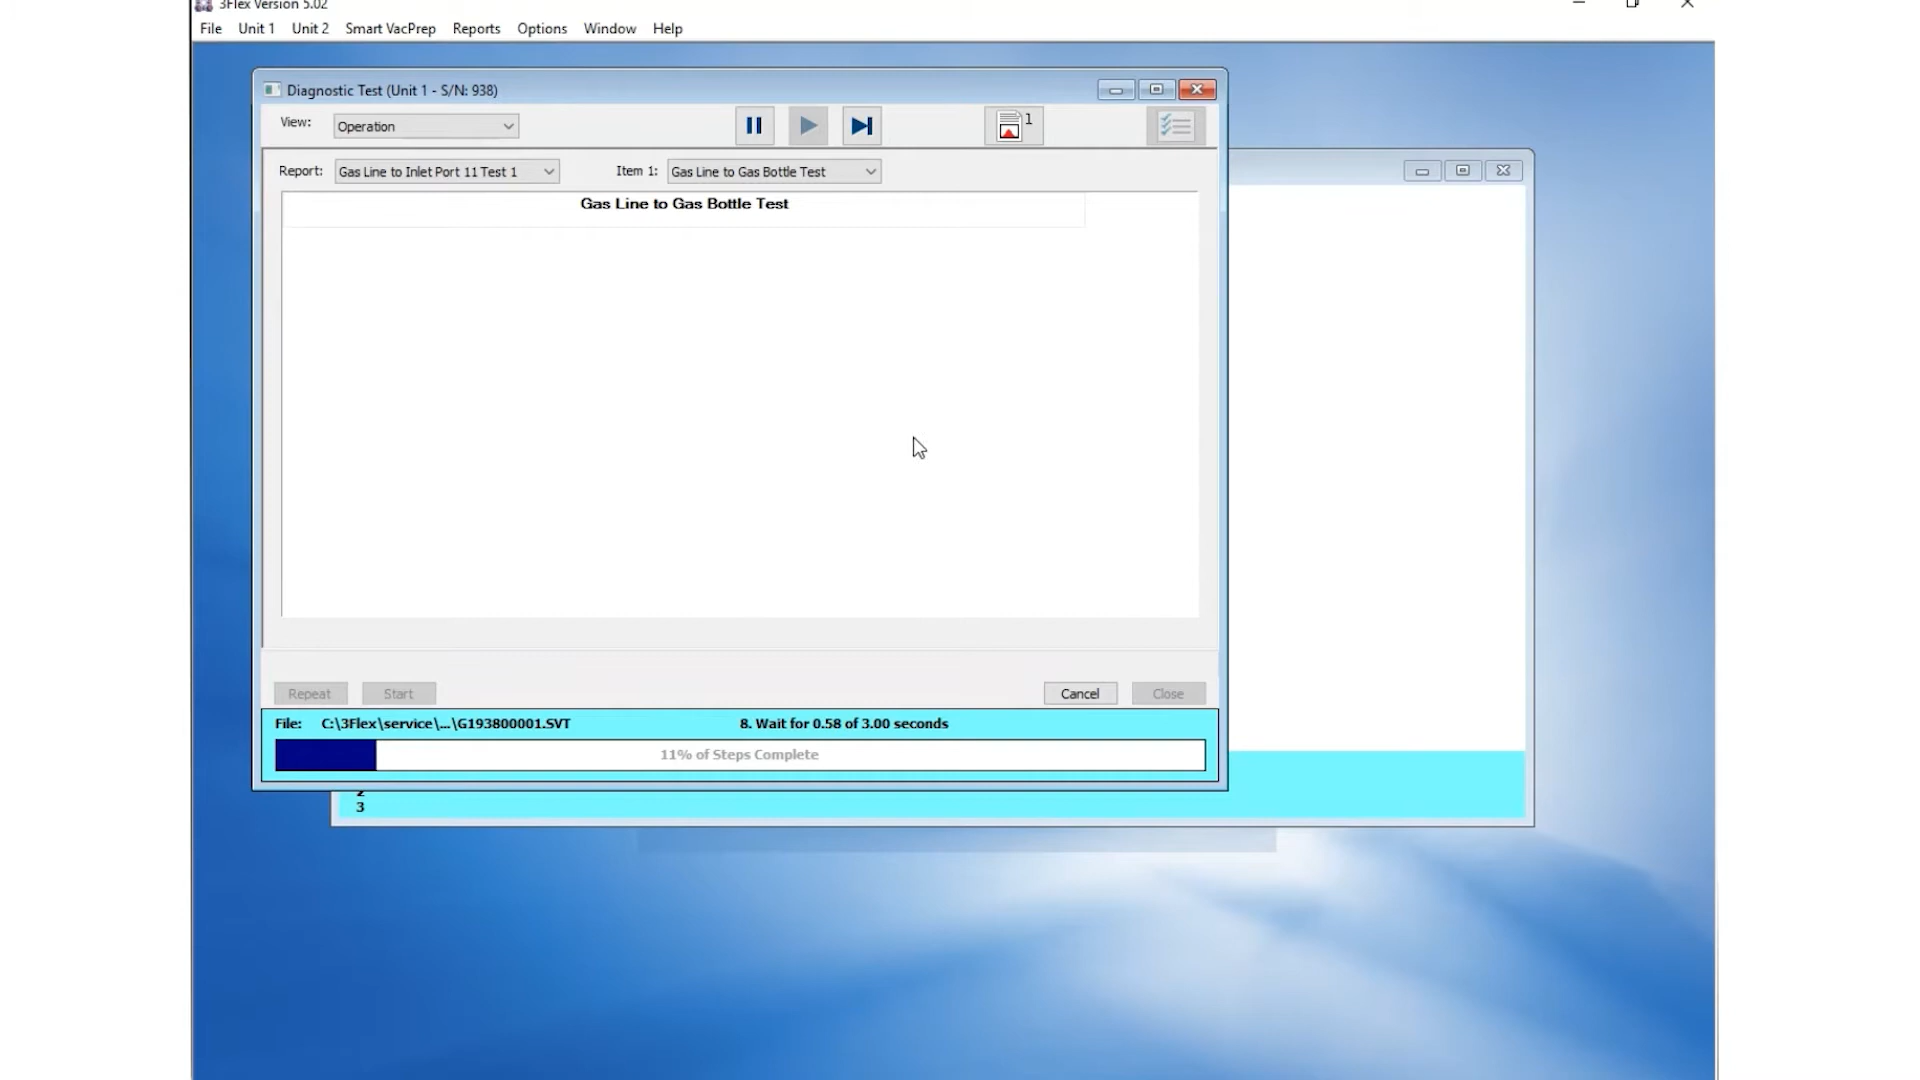 3Flex Version 5.02
File Unit 1 Unit 2 Smart VacPrep Reports Options Window Help
Diagnostic Test (Unit 1 - S/N: 938)
View: Operation 1
Report: Gas Line to Inlet Port 11 Test 1 Item 1: Gas Line to Gas Bottle Test
Gas Line to Gas Bottle Test
Repeat Start Cancel Close
File: C:\3Flex\service\...\G193800001.SVT 8. Wait for 0.58 of 3.00 seconds
11% of Steps Complete
2
3